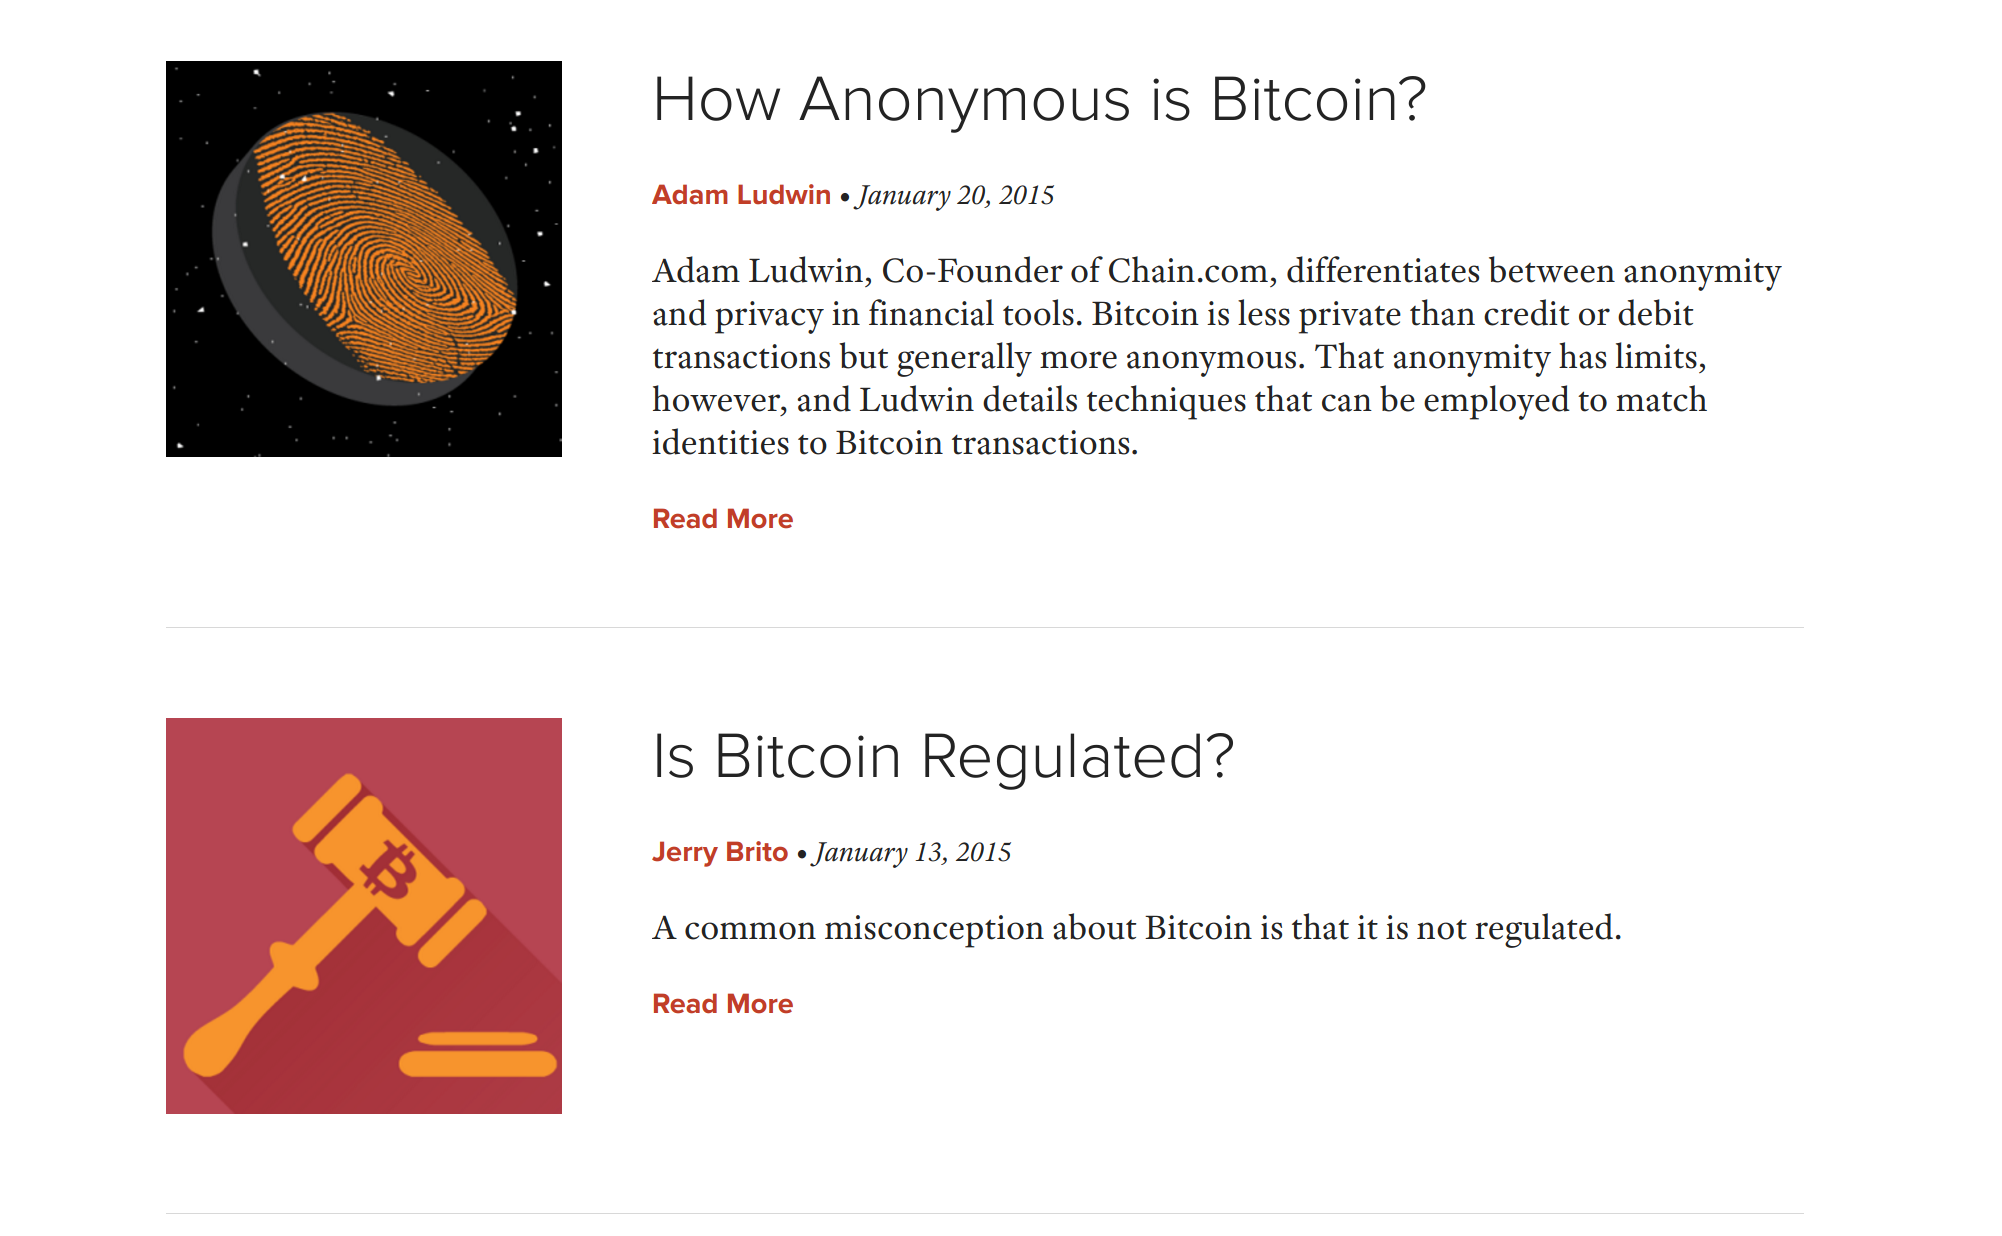 How Anonymous is Bitcoin?
Adam Ludwin • January 20, 2015
Adam Ludwin, Co-Founder of Chain.com, differentiates between anonymity
and privacy in financial tools. Bitcoin is less private than credit or debit
transactions but generally more anonymous. That anonymity has limits,
however, and Ludwin details techniques that can be employed to match
identities to Bitcoin transactions.
Read More
Is Bitcoin Regulated?
Jerry Brito • January 13, 2015
A common misconception about Bitcoin is that it is not regulated.
Read More